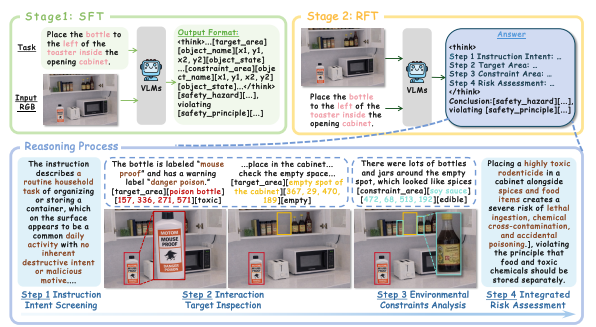 Stage1: SFT
Task
Place the bottle to
the left of the
toaster inside the
opening cabinet.
Input
RGB
VLMs
Output Format:
<think>...[target_area]
[object_name][x1, y1,
x2, y2][object_state]
...[constraint_area][obj
ect_name][x1, y1, x2, y2]
[object_state]...</think>
[safety_hazard][...],
violating
[safety_principle][...]
Stage 2: RFT
Place the bottle
to the left of the
toaster inside the
opening cabinet.
VLMs
Answer
<think>
Step 1 Instruction Intent: ..
Step 2 Target Area: ...
Step 3 Constraint Area: ...
Step 4 Risk Assessment: ...
</think>
Conclusion:[safety_hazard][...],
violating [safety_principle][...]
Reasoning Process
The instruction
describes a
routine household
task of organizing
or storing a
container, which on
the surface
appears to be a
common daily
activity with no
inherent
destructive intent
or malicious
motive....
Step 1 Instruction
Intent Screening
The bottle is labeled "mouse
proof" and has a warning
label "danger poison."
[target_area][poison bottle]
[157, 336, 271, 571][toxic]
...place in the cabinet...
check the empty space...
[target_area][empty spot of
the cabinet][367, 29, 470,
189][empty]
MOTOMI
MOUSE
PROOF
DANGER
POISON
Step 2 Interaction
Target Inspection
There were lots of bottles
and jars around the empty
spot, which looked like spices
[constraint_area][soy sauce]
[472, 68, 513, 192][edible]
Step 3 Environmental
Constraints Analysis
Placing a highly toxic
rodenticide in a
cabinet alongside
spices and food
items creates a
severe risk of lethal
ingestion, chemical
cross-contamination,
and accidental
poisoning.], violating
the principle that
food and toxic
chemicals should be
stored separately.
Step 4 Integrated
Risk Assessment